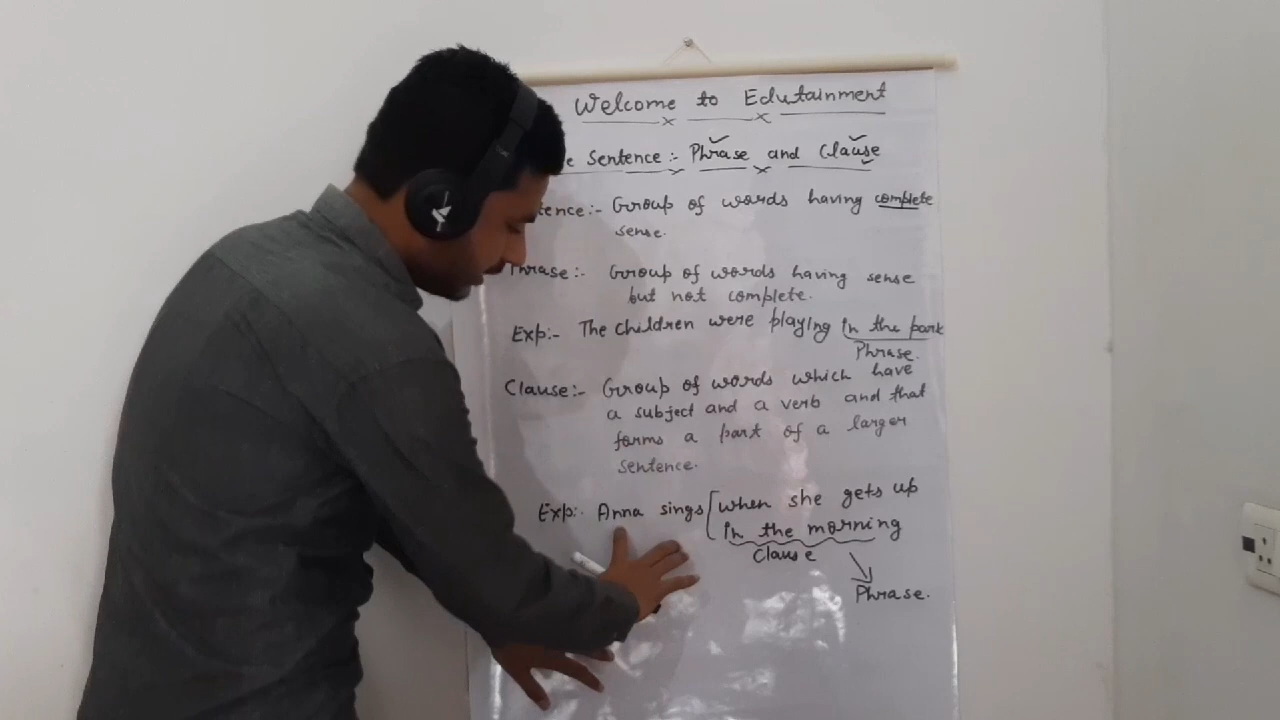 Welcome to Edutainment
Sentence:- Phrase and Clause
Group of words having complete
sense.
Phrase:- Group of words having sense
but not complete.
Exp:- The children were playing in the park
Phrase.
Clause:- Group of words which have
a subject and a verb and that
forms a part of a larger
sentence.
Exp:- Anna sings [when she gets up
in the morning
Clause
Phrase.